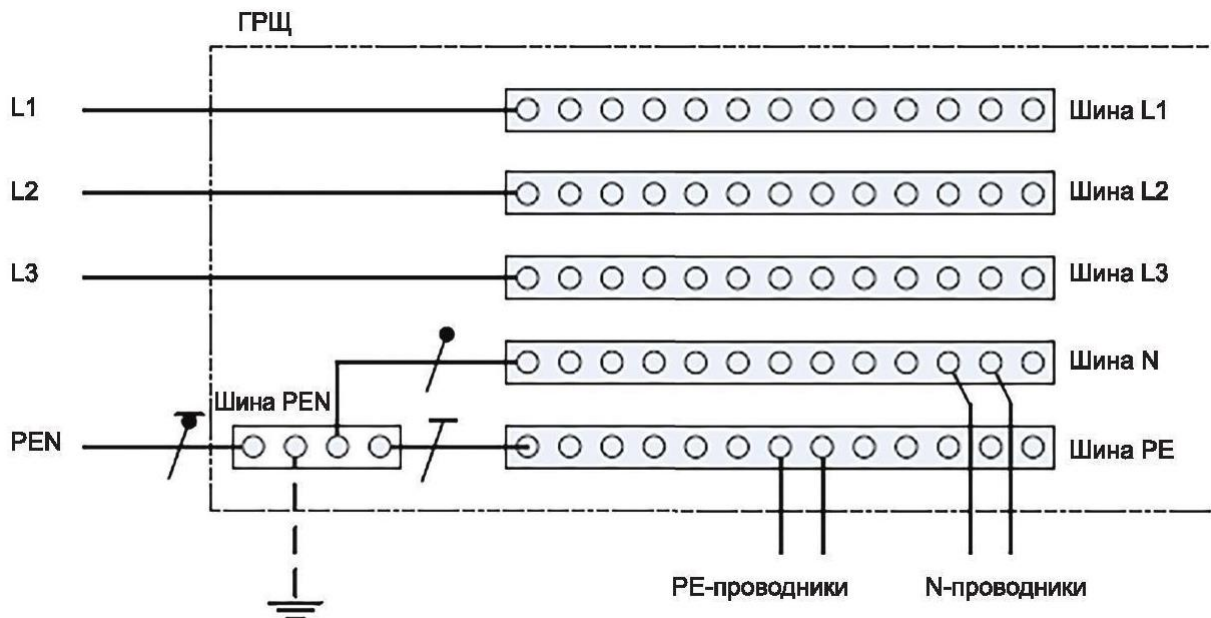 ГРЩ
L1
Шина L1
L2
Шина L2
L3
Шина L3
Шина N
Шина PEN
PEN
Шина PE
PE-проводники
N-проводники